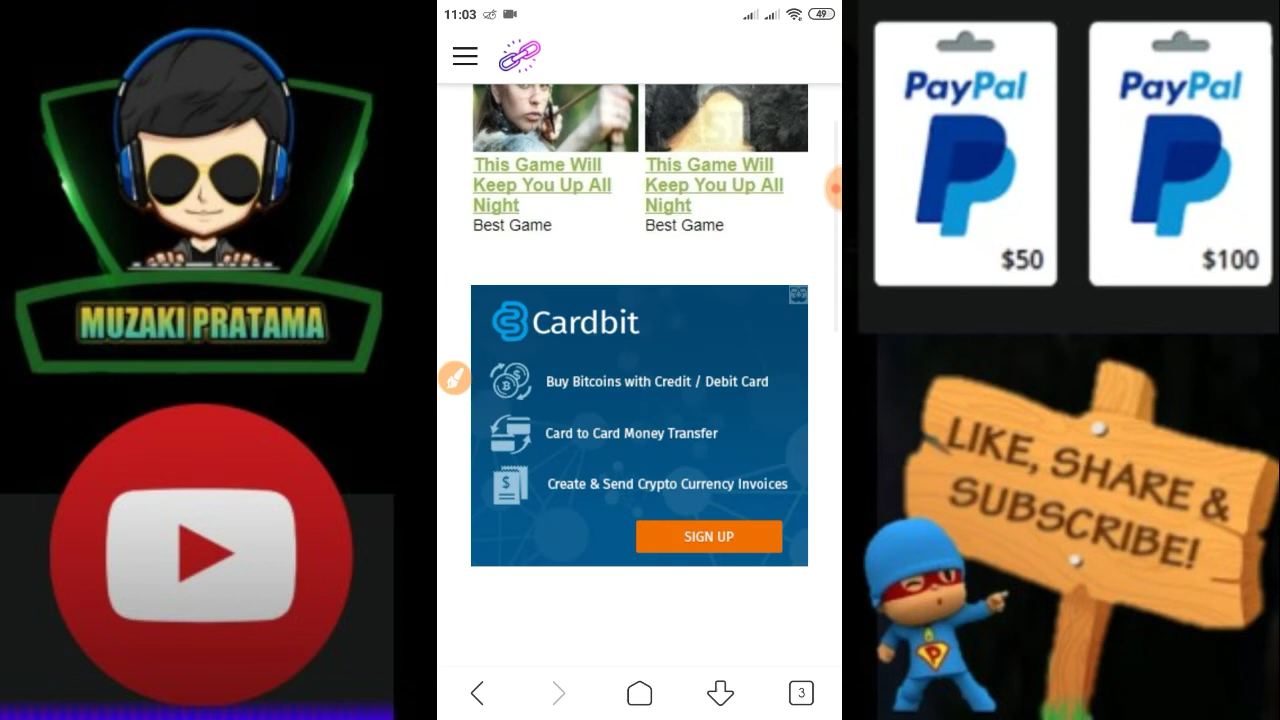 MUZAKI PRATAMA
11:03
49
This Game Will
Keep You Up All
Night
Best Game
This Game Will
Keep You Up All
Night
Best Game
Cardbit
Buy Bitcoins with Credit / Debit Card
Card to Card Money Transfer
Create & Send Crypto Currency Invoices
SIGN UP
3
PayPal
$50
PayPal
$100
LIKE, SHARE &
SUBSCRIBE!
P